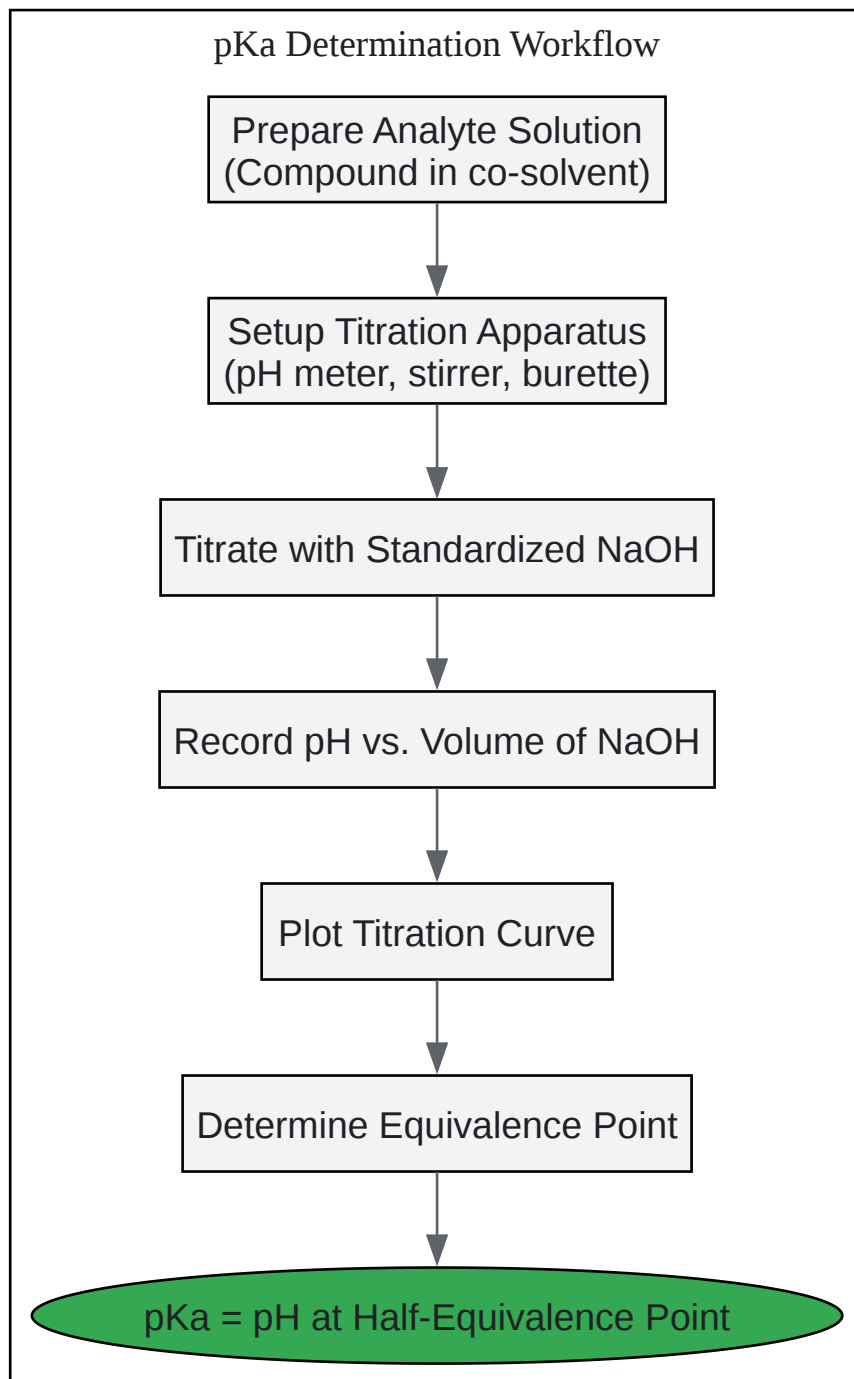 pKa Determination Workflow
Prepare Analyte Solution
(Compound in co-solvent)
Setup Titration Apparatus
(pH meter, stirrer, burette)
Titrate with Standardized NaOH
Record pH vs. Volume of NaOH
Plot Titration Curve
Determine Equivalence Point
pKa = pH at Half-Equivalence Point